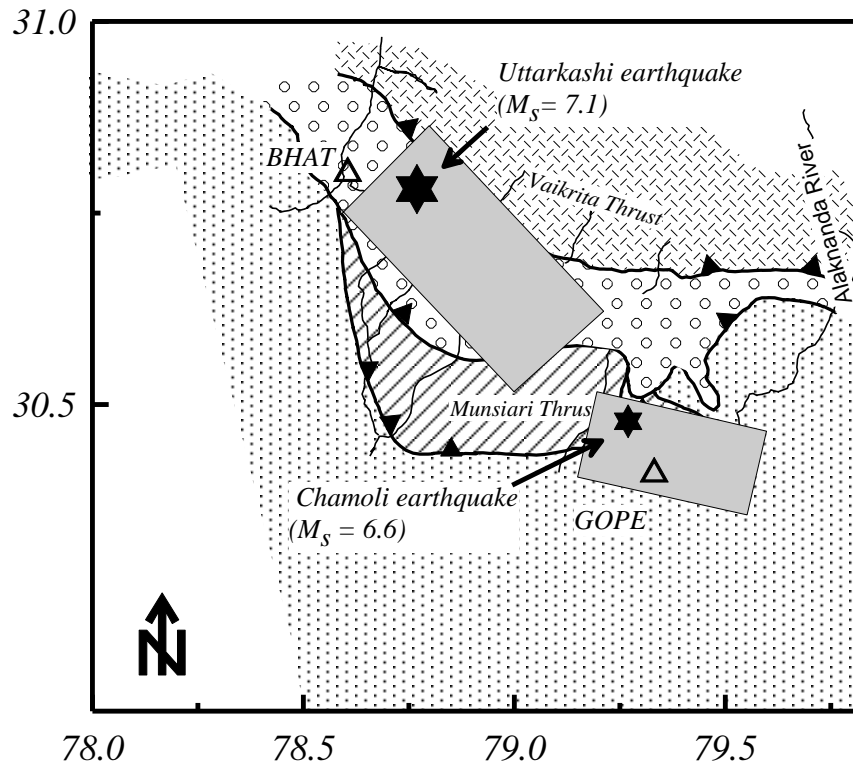 31.0
Uttarkashi earthquake
(Ms= 7.1)
BHAT
Vaikrita Thrust
Alaknanda River
30.5
Munsiari Thrus
Chamoli earthquake
(Ms = 6.6)
GOPE
N
78.0 78.5 79.0 79.5